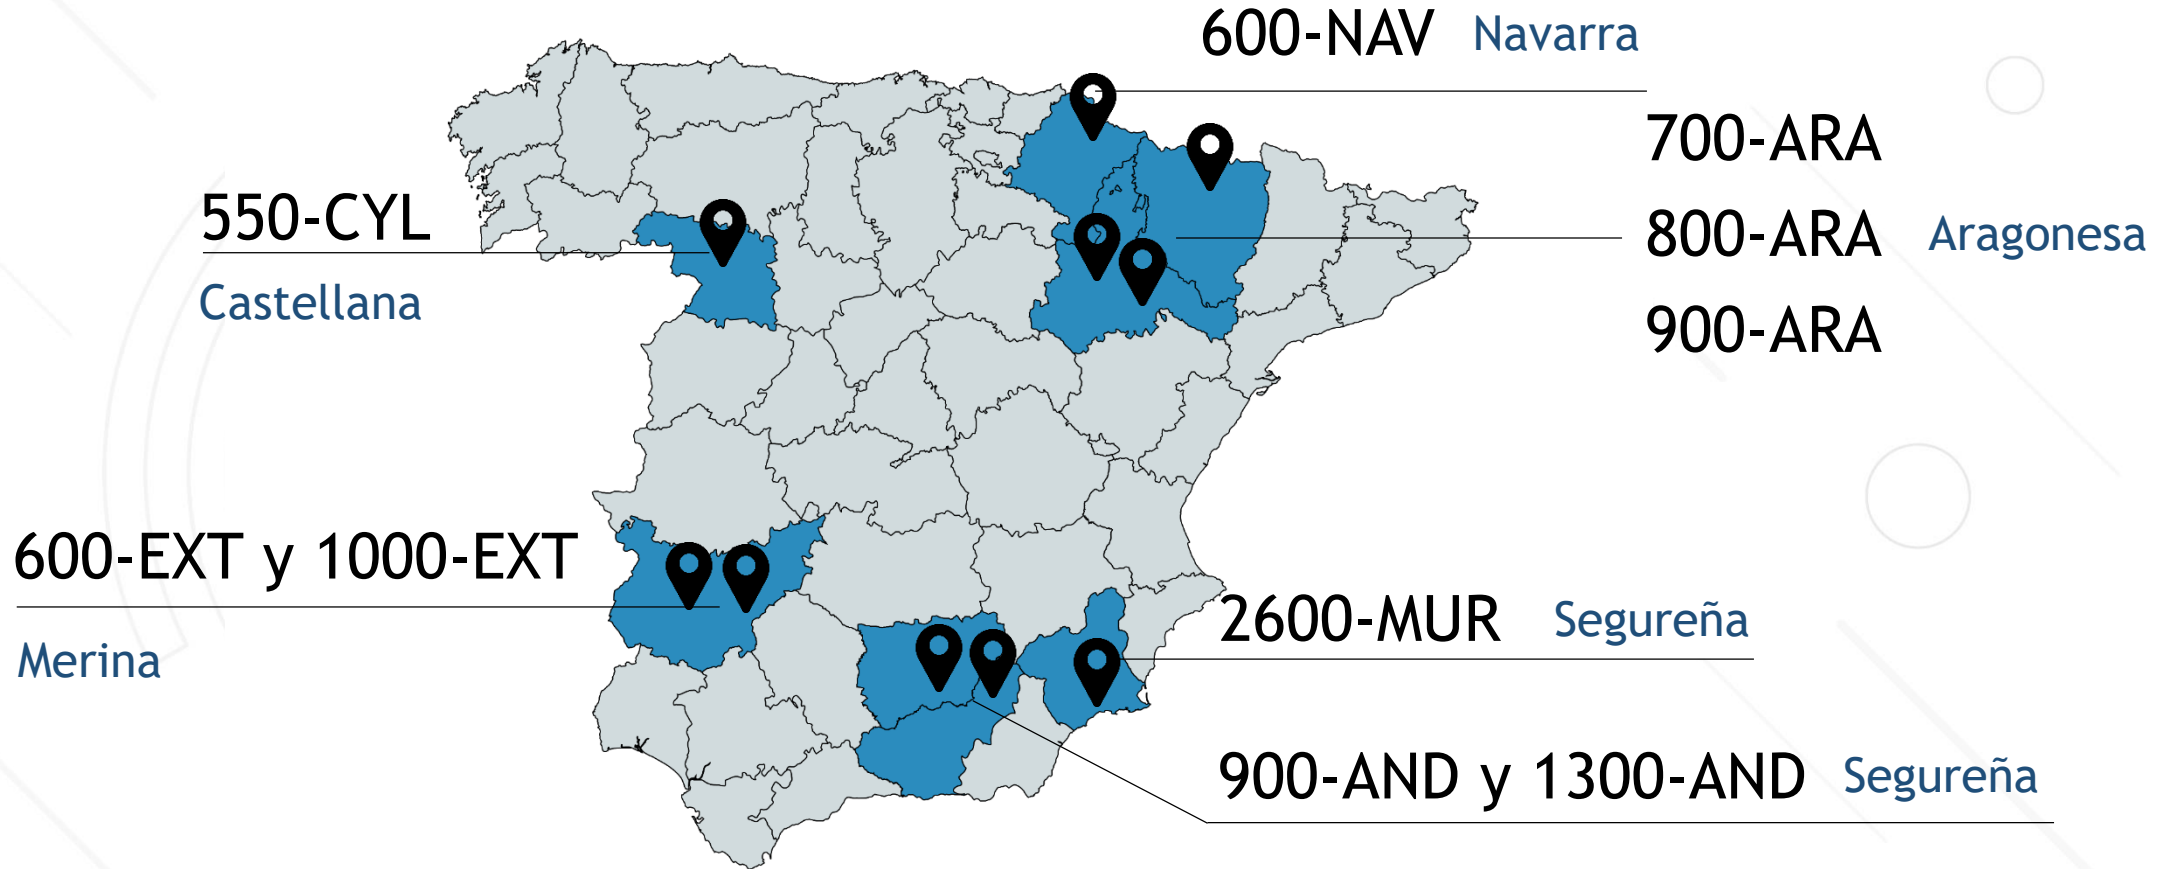 600-NAV Navarra
700-ARA
800-ARA Aragonesa
900-ARA
550-CYL
Castellana
600-EXT y 1000-EXT
Merina
2600-MUR Segureña
900-AND y 1300-AND Segureña